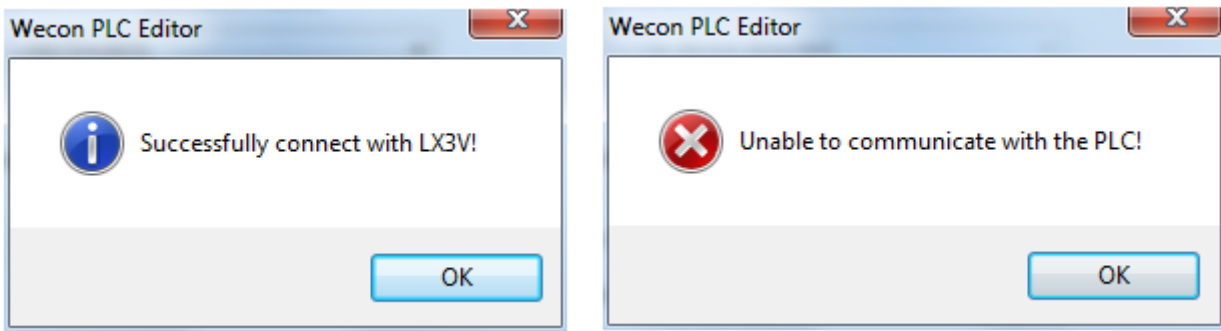 Wecon PLC Editor
Successfully connect with LX3V!
OK
Wecon PLC Editor
Unable to communicate with the PLC!
OK